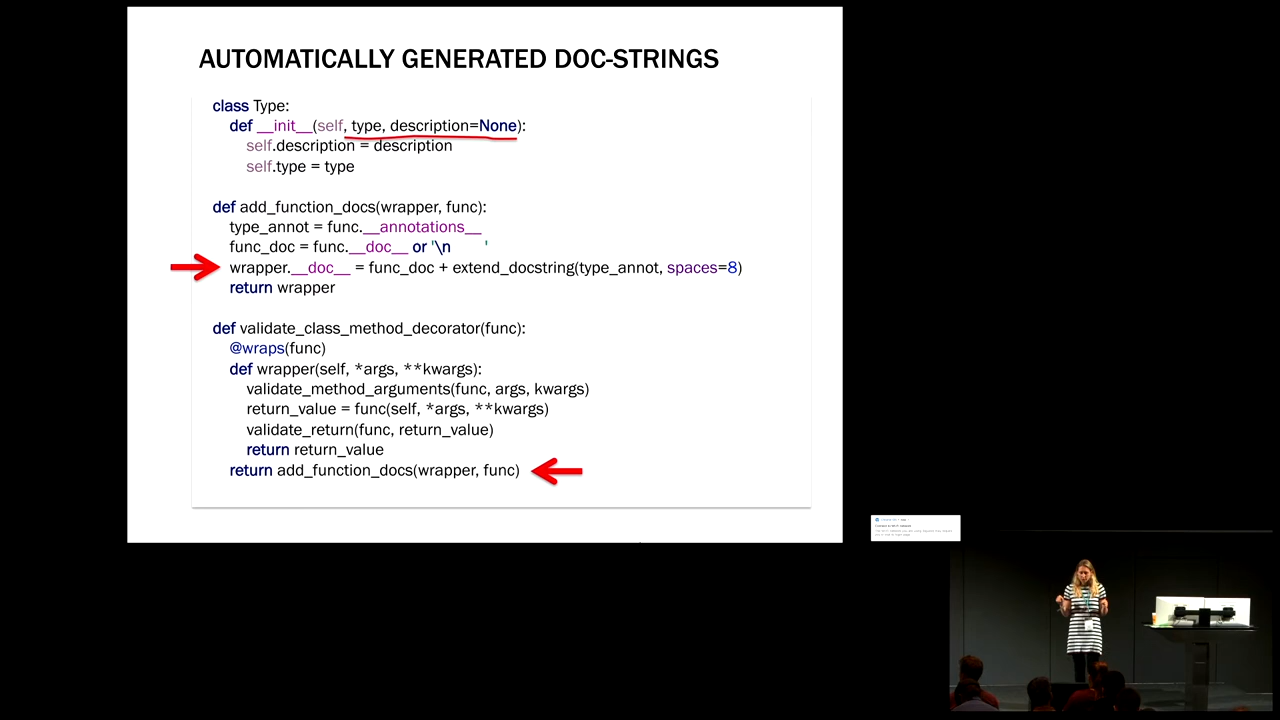 AUTOMATICALLY GENERATED DOC-STRINGS
class Type:
def __init__(self, type, description=None):
self.description = description
self.type = type
def add_function_docs(wrapper, func):
type_annot = func.__annotations__
func_doc = func.__doc__ or '\n        '
wrapper.__doc__ = func_doc + extend_docstring(type_annot, spaces=8)
return wrapper
def validate_class_method_decorator(func):
@wraps(func)
def wrapper(self, *args, **kwargs):
validate_method_arguments(func, args, kwargs)
return_value = func(self, *args, **kwargs)
validate_return(func, return_value)
return return_value
return add_function_docs(wrapper, func)